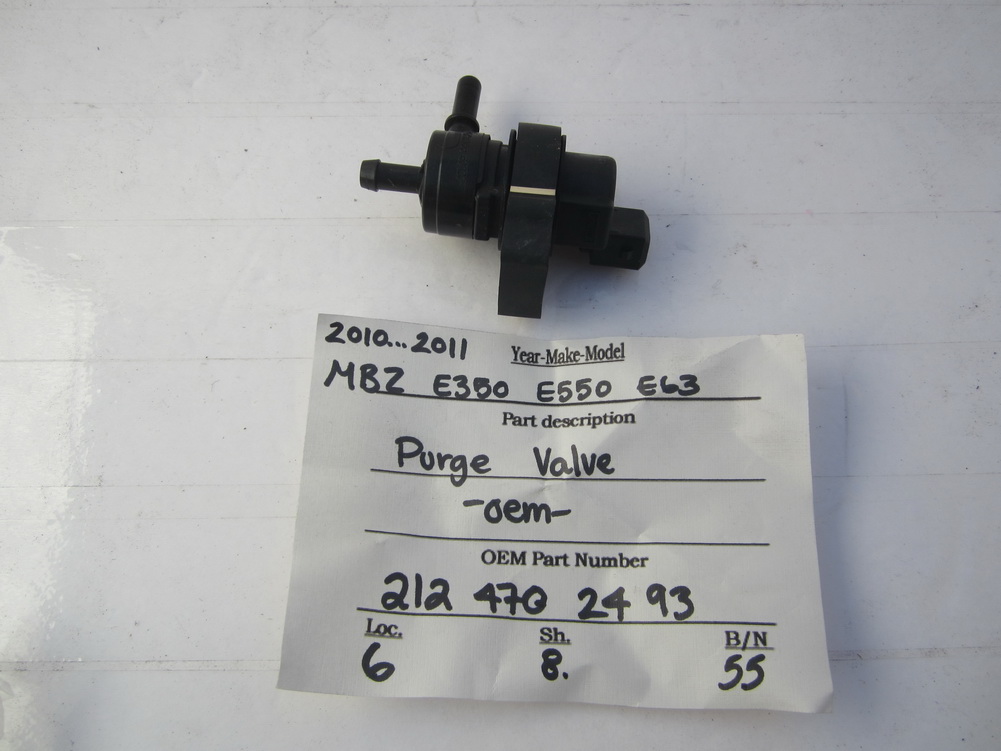 2010...2011 Year-Make-Model
MBZ E350 E550 E63
Part description
Purge Valve
-oem-
OEM Part Number
212 470 24 93
Loc. Sh. B/N
6 8. 55